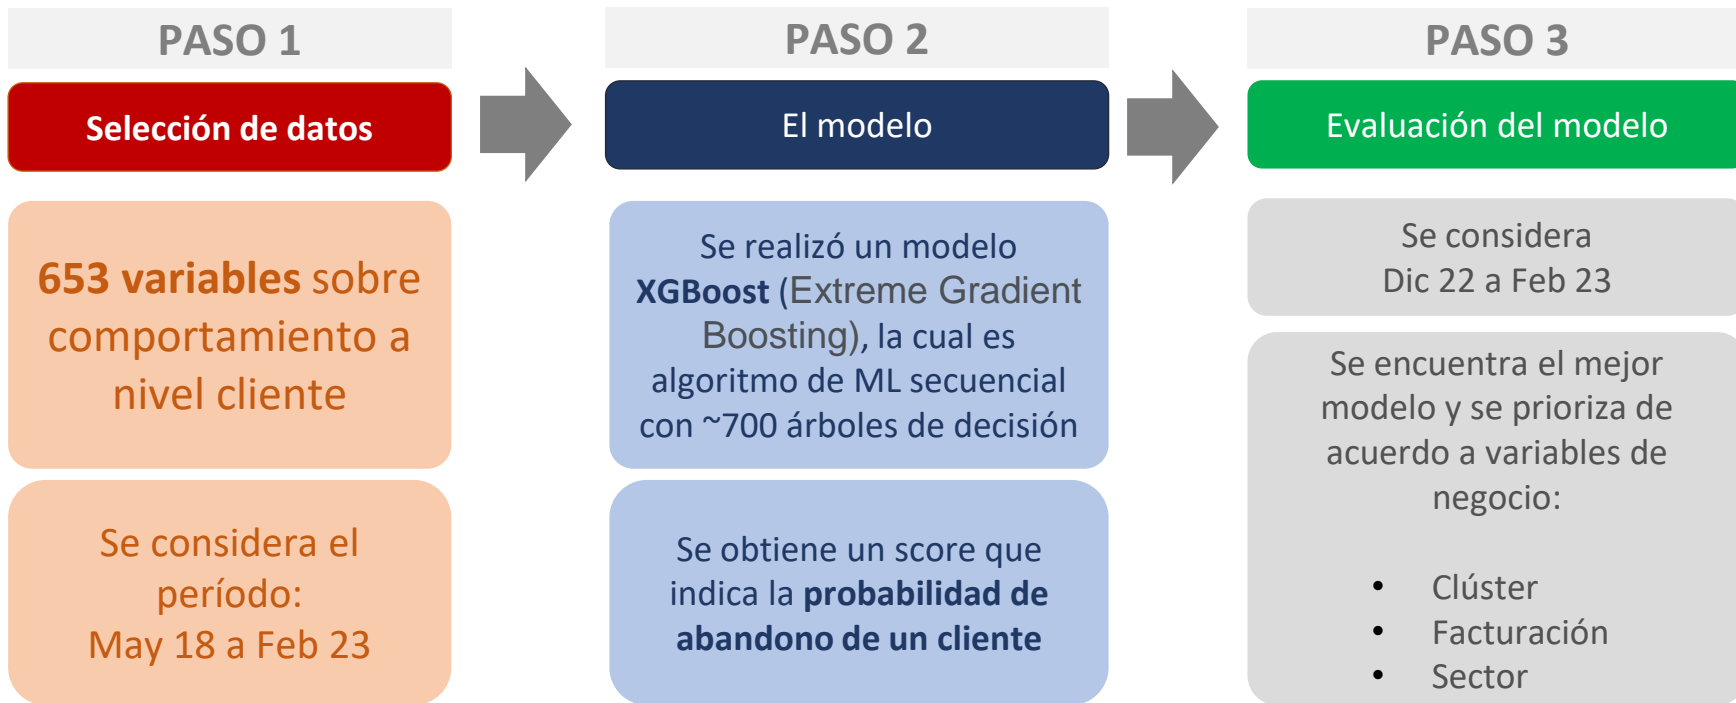 PASO 1
Selección de datos
653 variables sobre
comportamiento a
nivel cliente
Se considera el
período:
May 18 a Feb 23
PASO 2
El modelo
Se realizó un modelo
XGBoost (Extreme Gradient
Boosting), la cual es
algoritmo de ML secuencial
con ~700 árboles de decisión
Se obtiene un score que
indica la probabilidad de
abandono de un cliente
PASO 3
Evaluación del modelo
Se considera
Dic 22 a Feb 23
Se encuentra el mejor
modelo y se prioriza de
acuerdo a variables de
negocio:
• Clúster
• Facturación
• Sector